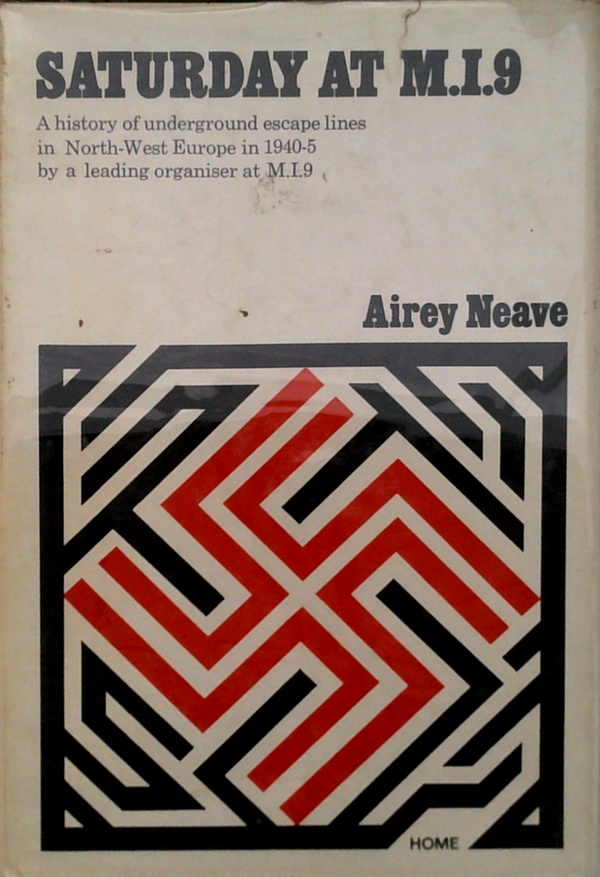 SATURDAY AT M.I.9
A history of underground escape lines
in North-West Europe in 1940-5
by a leading organiser at M.I.9
Airey Neave
HOME